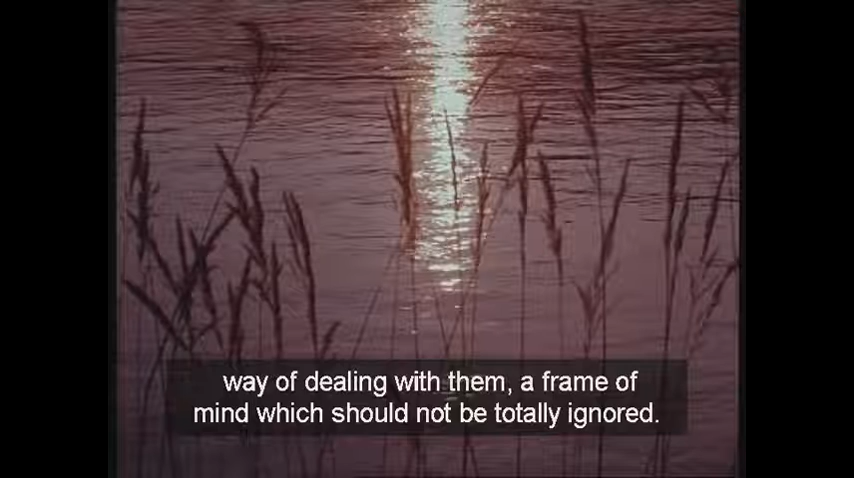 way of dealing with them, a frame of
mind which should not be totally ignored.